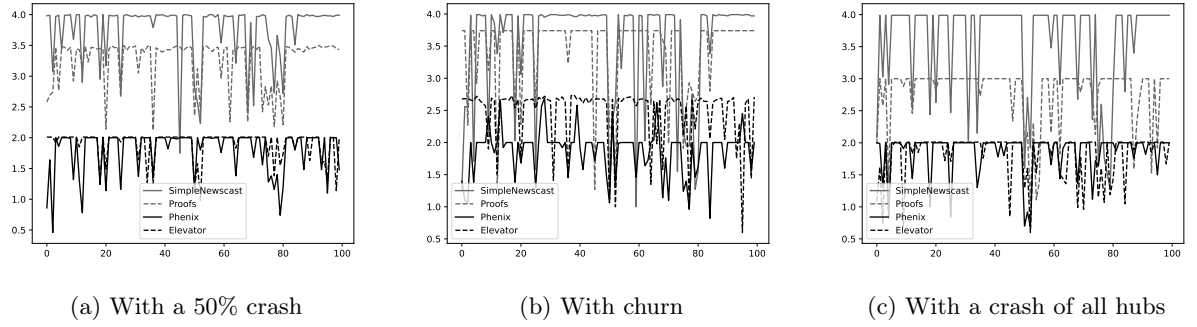 4.0
3.5
3.0
2.5
2.0
1.5
1.0
0.5
0 20 40 60 80 100
SimpleNewscast
Proofs
Phenix
Elevator
(a) With a 50% crash
4.0
3.5
3.0
2.5
2.0
1.5
1.0
0.5
0 20 40 60 80 100
SimpleNewscast
Proofs
Phenix
Elevator
(b) With churn
4.0
3.5
3.0
2.5
2.0
1.5
1.0
0.5
0 20 40 60 80 100
SimpleNewscast
Proofs
Phenix
Elevator
(c) With a crash of all hubs